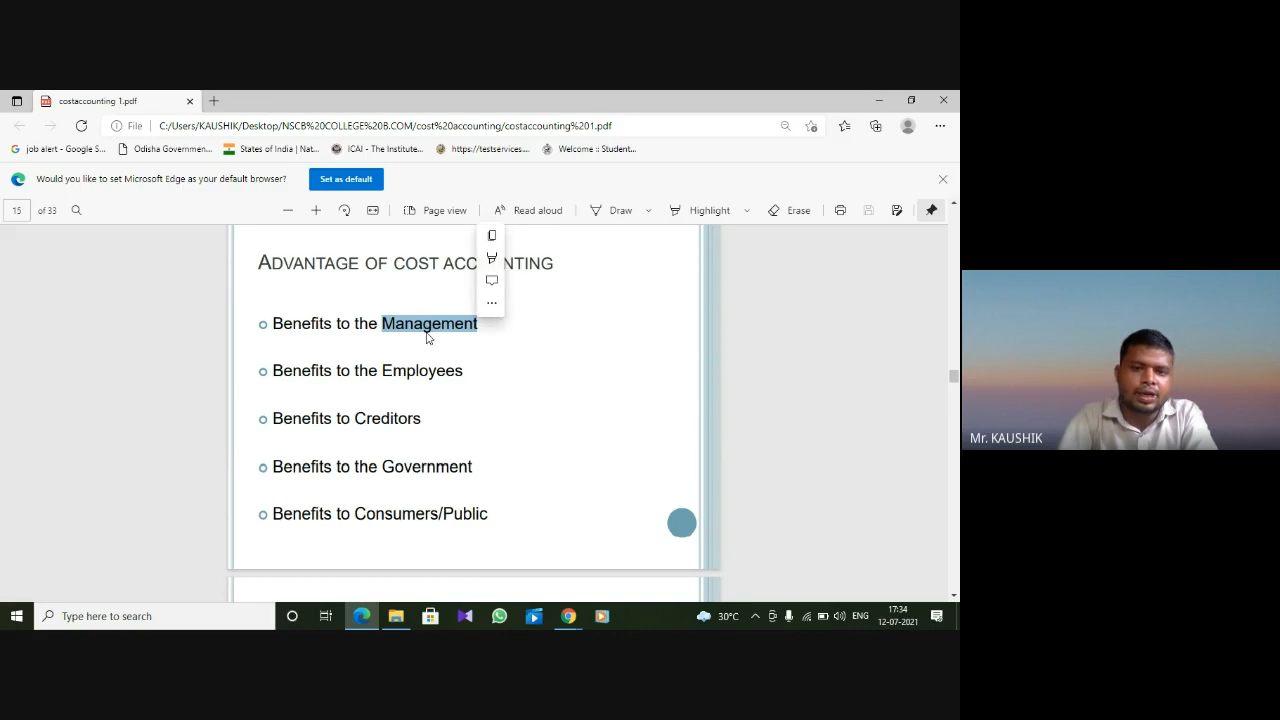 costaccounting 1.pdf
File C:/Users/KAUSHIK/Desktop/NSCB%20COLLEGE%20B.COM/cost%20accounting/costaccounting%201.pdf
job alert - Google S... Odisha Governmen... States of India | Nat... ICAI - The Institute... https://testservices.... Welcome :: Student...
Would you like to set Microsoft Edge as your default browser? Set as default
15 of 33 Page view Read aloud Draw Highlight Erase
ADVANTAGE OF COST ACC NTING
Benefits to the Management
Benefits to the Employees
Benefits to Creditors
Benefits to the Government
Benefits to Consumers/Public
Mr. KAUSHIK
Type here to search 30°C ENG 17:34
12-07-2021